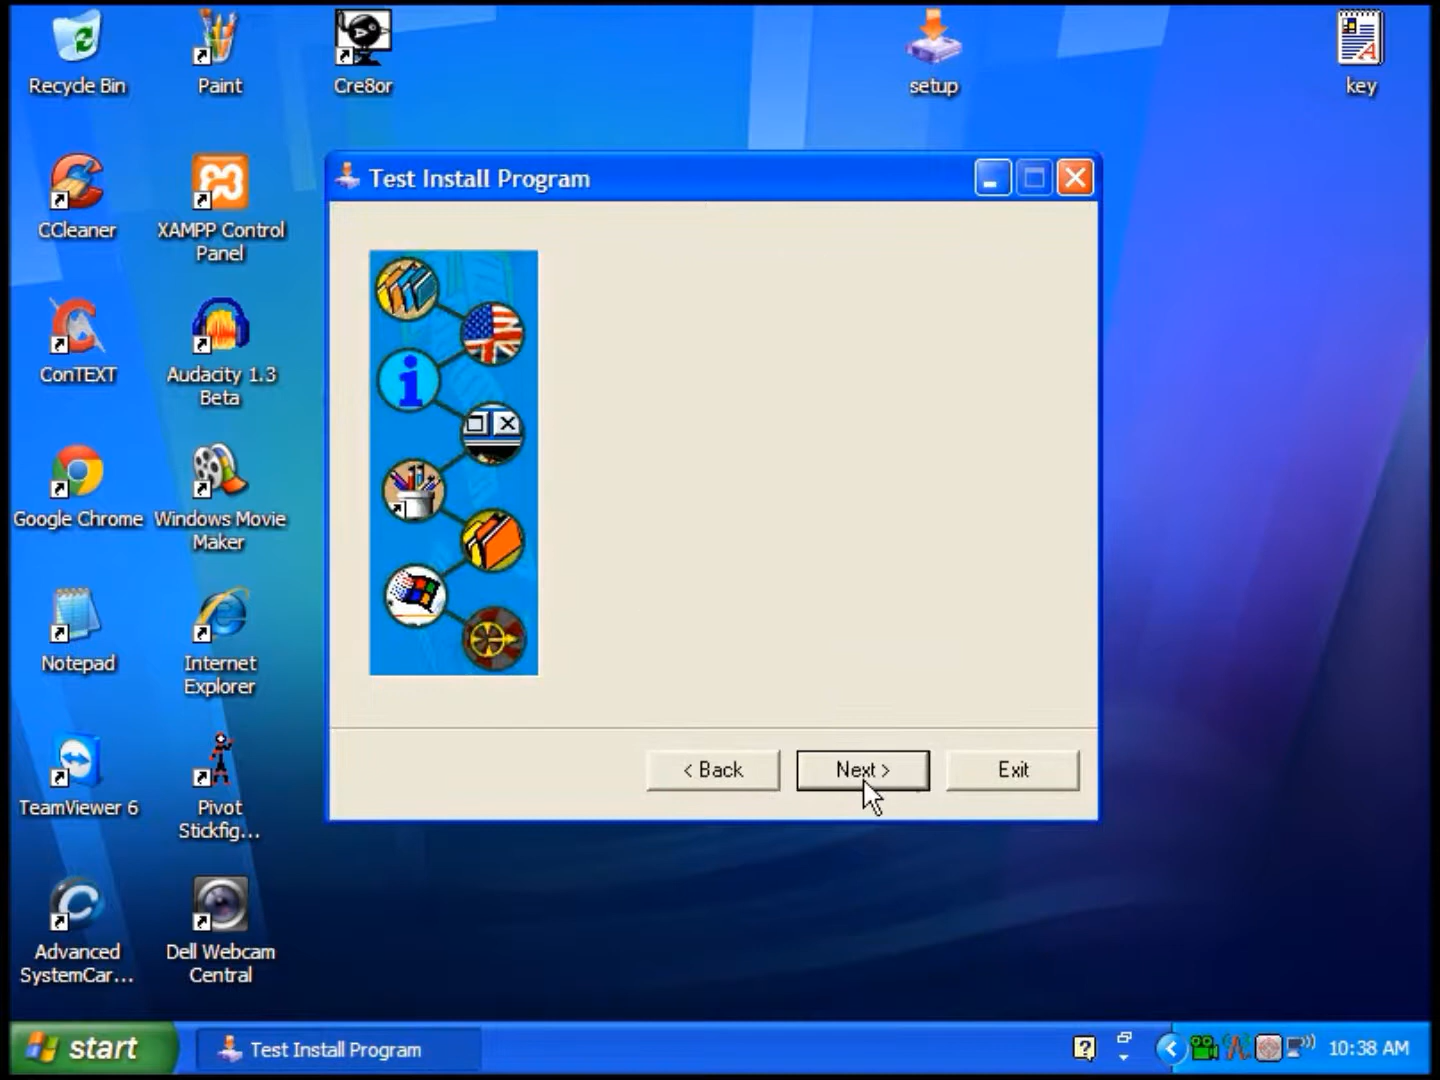 Recycle Bin
Paint
Cre8or
setup
key
CCleaner
XAMPP Control
Panel
ConTEXT
Audacity 1.3
Beta
Google Chrome
Windows Movie
Maker
Notepad
Internet
Explorer
TeamViewer 6
Pivot
Stickfig...
Advanced
SystemCar...
Dell Webcam
Central
Test Install Program
< Back
Next >
Exit
start
Test Install Program
10:38 AM